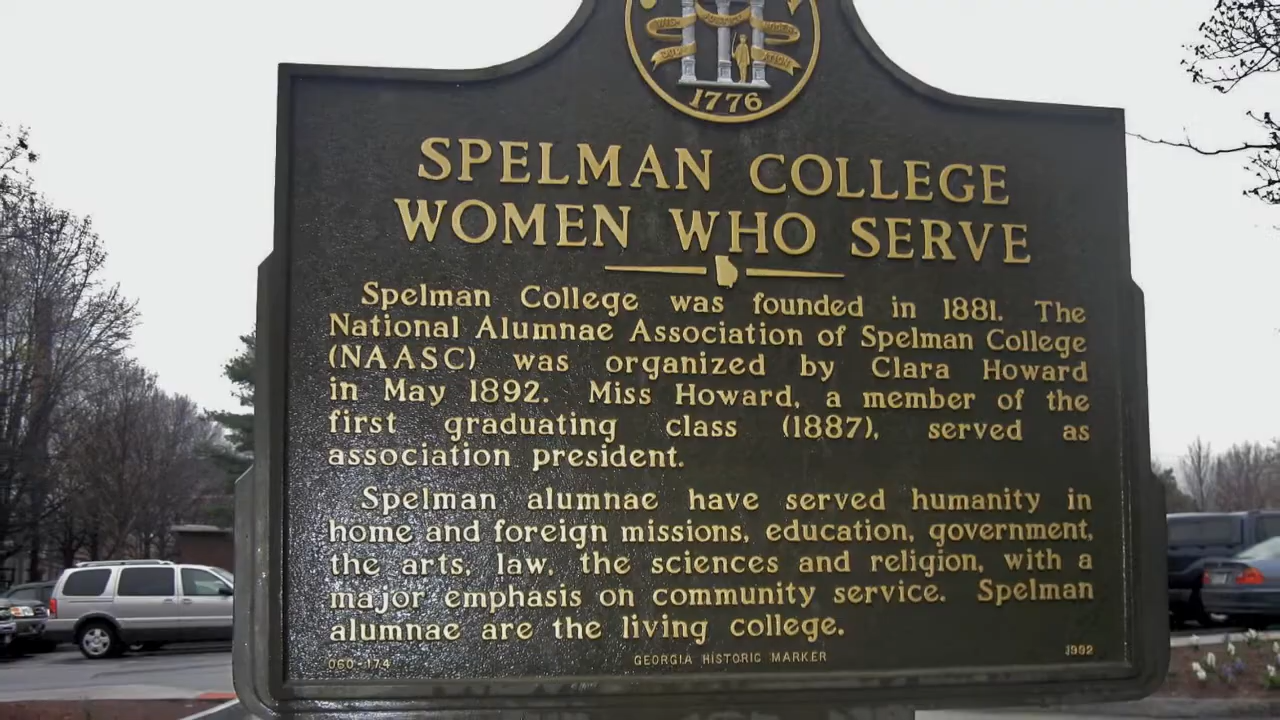 1776
SPELMAN COLLEGE
WOMEN WHO SERVE
Spelman College was founded in 1881. The
National Alumnae Association of Spelman College
(NAASC) was organized by Clara Howard
in May 1892. Miss Howard, a member of the
first graduating class (1887), served as
association president.
Spelman alumnae have served humanity in
home and foreign missions, education, government,
the arts, law, the sciences and religion, with a
major emphasis on community service. Spelman
alumnae are the living college.
060-174 GEORGIA HISTORIC MARKER 1992